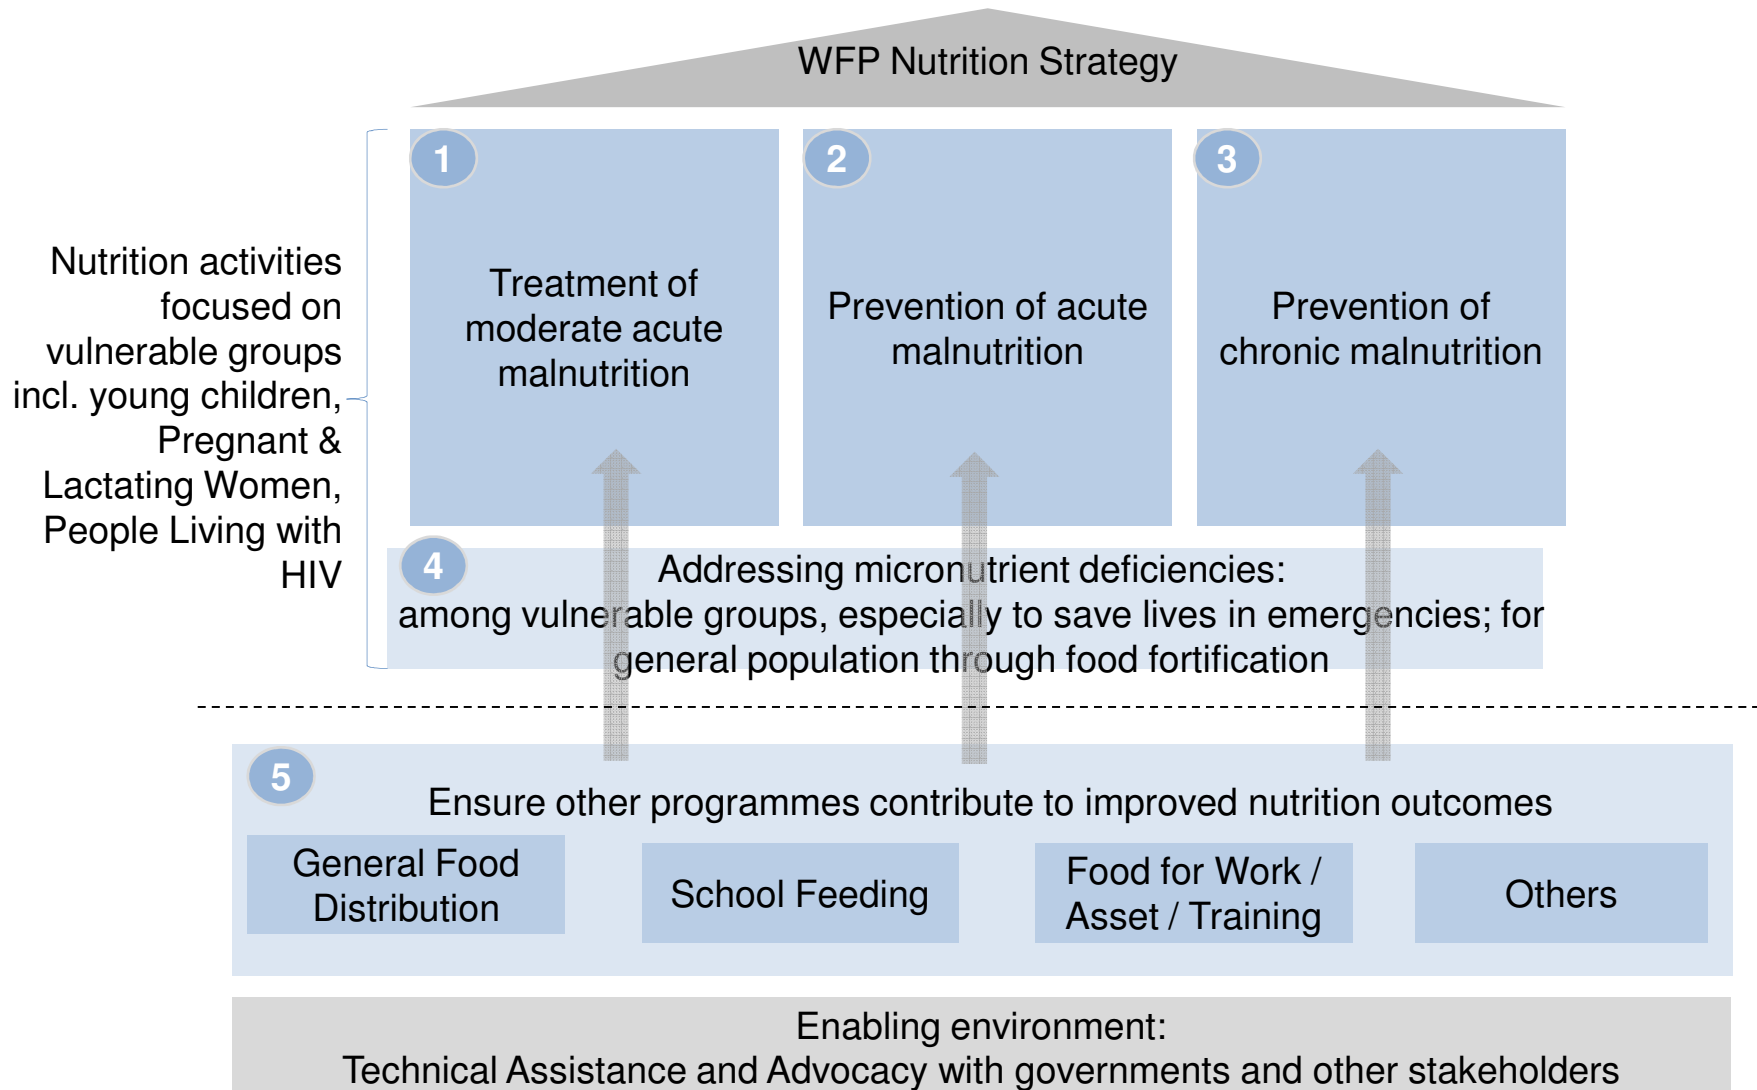 WFP Nutrition Strategy
1
2
3
Nutrition activities
focused on
vulnerable groups
incl. young children,
Pregnant &
Lactating Women,
People Living with
HIV
Treatment of
moderate acute
malnutrition
Prevention of acute
malnutrition
Prevention of
chronic malnutrition
4
Addressing micronutrient deficiencies:
among vulnerable groups, especially to save lives in emergencies; for
general population through food fortification
5
Ensure other programmes contribute to improved nutrition outcomes
General Food
Distribution
School Feeding
Food for Work /
Asset / Training
Others
Enabling environment:
Technical Assistance and Advocacy with governments and other stakeholders